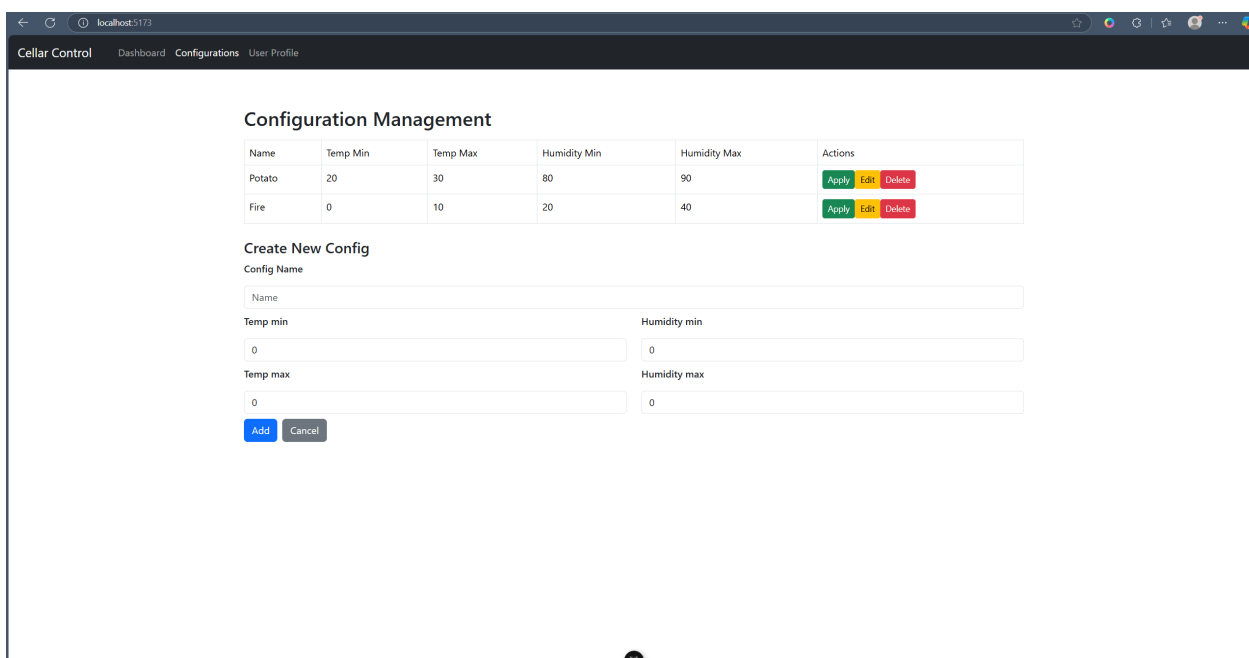 localhost:5173
Cellar Control Dashboard Configurations User Profile
Configuration Management
Name Temp Min Temp Max Humidity Min Humidity Max Actions
Potato 20 30 80 90 Apply Edit Delete
Fire 0 10 20 40 Apply Edit Delete
Create New Config
Config Name
Name
Temp min Humidity min
0 0
Temp max Humidity max
0 0
Add Cancel